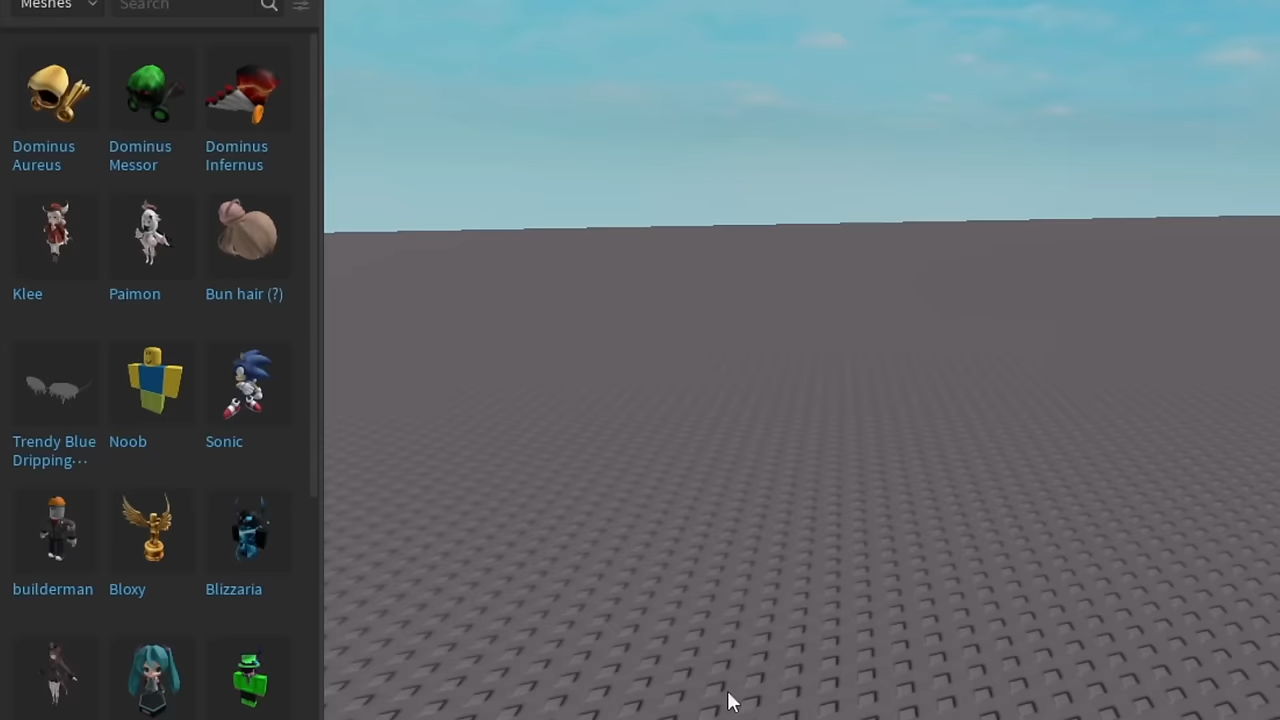 Meshes
Search
Dominus
Aureus
Dominus
Messor
Dominus
Infernus
Klee
Paimon
Bun hair (?)
Trendy Blue
Dripping···
Noob
Sonic
builderman
Bloxy
Blizzaria